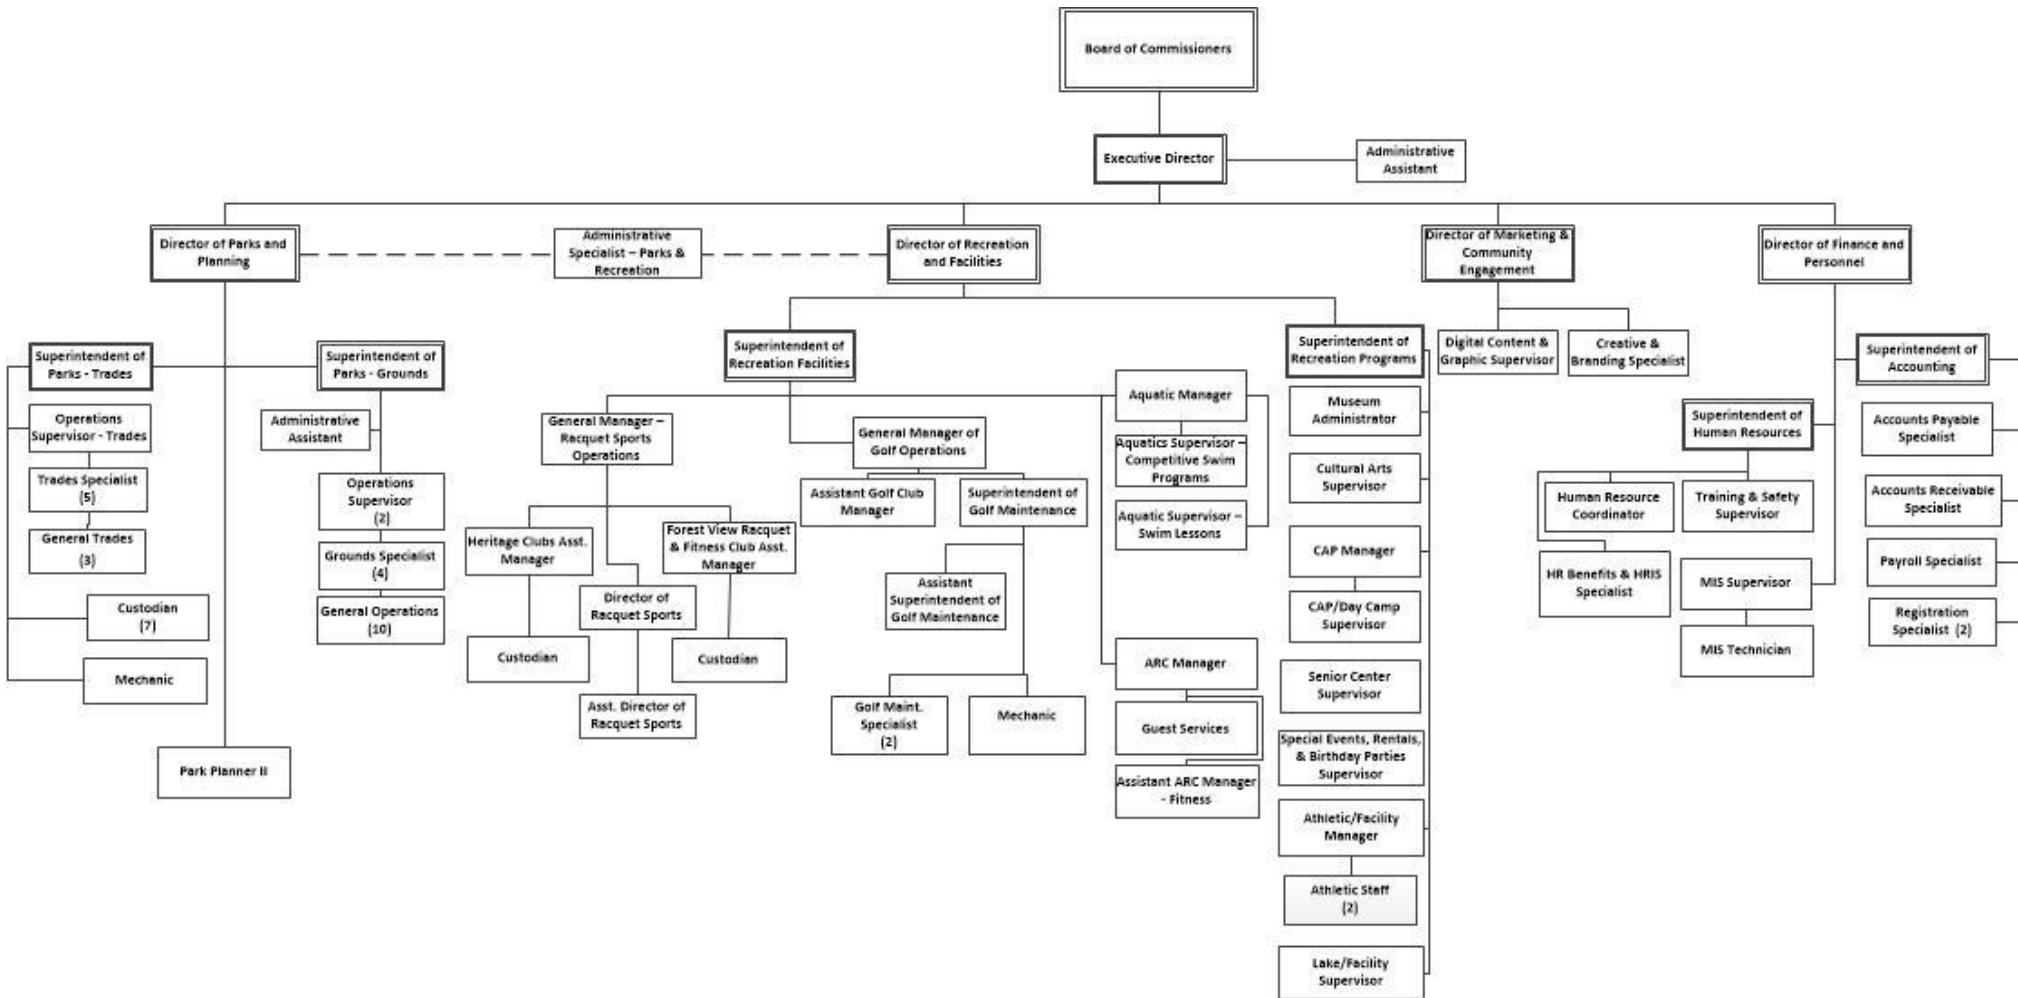 Board of Commissioners
Executive Director
Administrative
Assistant
Director of Parks and
Planning
Administrative
Specialist – Parks &
Recreation
Director of Recreation
and Facilities
Director of Marketing &
Community
Engagement
Director of Finance and
Personnel
Superintendent of
Parks - Trades
Superintendent of
Parks - Grounds
Superintendent of
Recreation Facilities
Superintendent of
Recreation Programs
Digital Content &
Graphic Supervisor
Creative &
Branding Specialist
Superintendent of
Accounting
Operations
Supervisor - Trades
Trades Specialist
(5)
General Trades
(3)
Custodian
(7)
Mechanic
Park Planner II
Administrative
Assistant
Operations
Supervisor
(2)
Grounds Specialist
(4)
General Operations
(10)
General Manager –
Racquet Sports
Operations
Heritage Clubs Asst.
Manager
Custodian
Director of
Racquet Sports
Asst. Director of
Racquet Sports
Forest View Racquet
& Fitness Club Asst.
Manager
Custodian
General Manager of
Golf Operations
Assistant Golf Club
Manager
Superintendent of
Golf Maintenance
Assistant
Superintendent of
Golf Maintenance
Golf Maint.
Specialist
(2)
Mechanic
Aquatic Manager
Aquatics Supervisor –
Competitive Swim
Programs
Aquatic Supervisor –
Swim Lessons
ARC Manager
Guest Services
Assistant ARC Manager
- Fitness
Museum
Administrator
Cultural Arts
Supervisor
CAP Manager
CAP/Day Camp
Supervisor
Senior Center
Supervisor
Special Events, Rentals,
& Birthday Parties
Supervisor
Athletic/Facility
Manager
Athletic Staff
(2)
Lake/Facility
Supervisor
Superintendent of
Human Resources
Human Resource
Coordinator
Training & Safety
Supervisor
HR Benefits & HRIS
Specialist
MIS Supervisor
MIS Technician
Accounts Payable
Specialist
Accounts Receivable
Specialist
Payroll Specialist
Registration
Specialist (2)